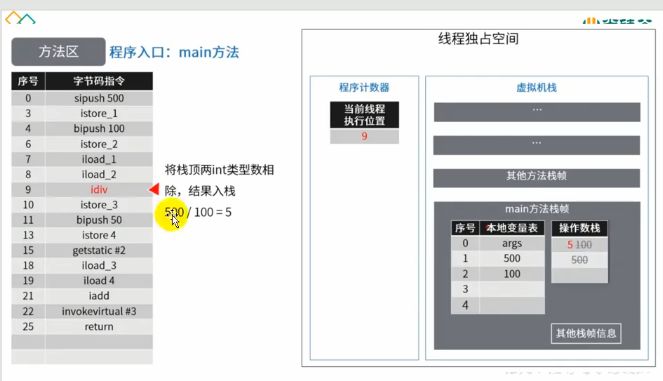 线程独占空间
方法区 程序入口：main方法
序号 字节码指令
0 sipush 500
3 istore_1
4 bipush 100
6 istore_2
7 iload_1
8 iload_2
9 idiv
10 istore_3
11 bipush 50
13 istore 4
15 getstatic #2
18 iload_3
19 iload 4
21 iadd
22 invokevirtual #3
25 return
将栈顶两int类型数相
除，结果入栈
500 / 100 = 5
程序计数器
当前线程
执行位置
9
虚拟机栈
...
...
其他方法栈帧
main方法栈帧
序号 本地变量表
0 args
1 500
2 100
3
4
操作数栈
5 100
500
其他栈帧信息